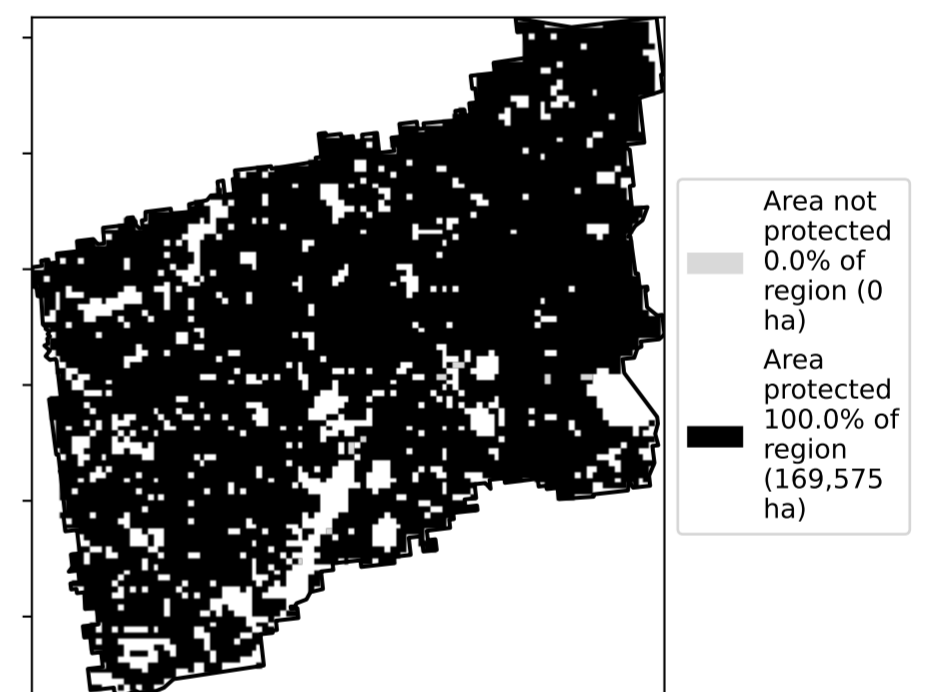 Area not
protected
0.0% of
region (0
ha)
Area
protected
100.0% of
region
(169,575
ha)